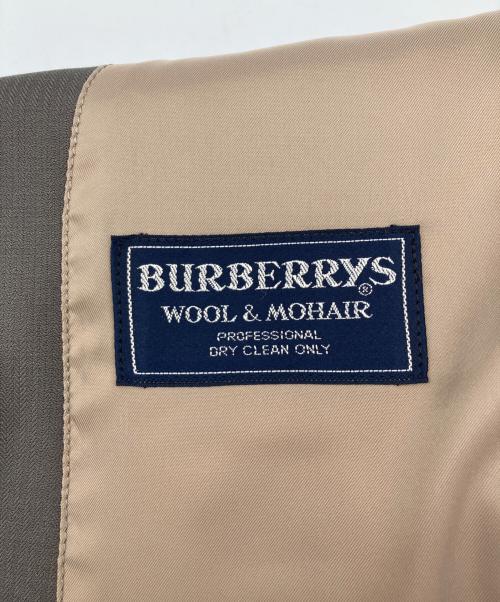 BURBERRYS®
WOOL & MOHAIR
PROFESSIONAL
DRY CLEAN ONLY